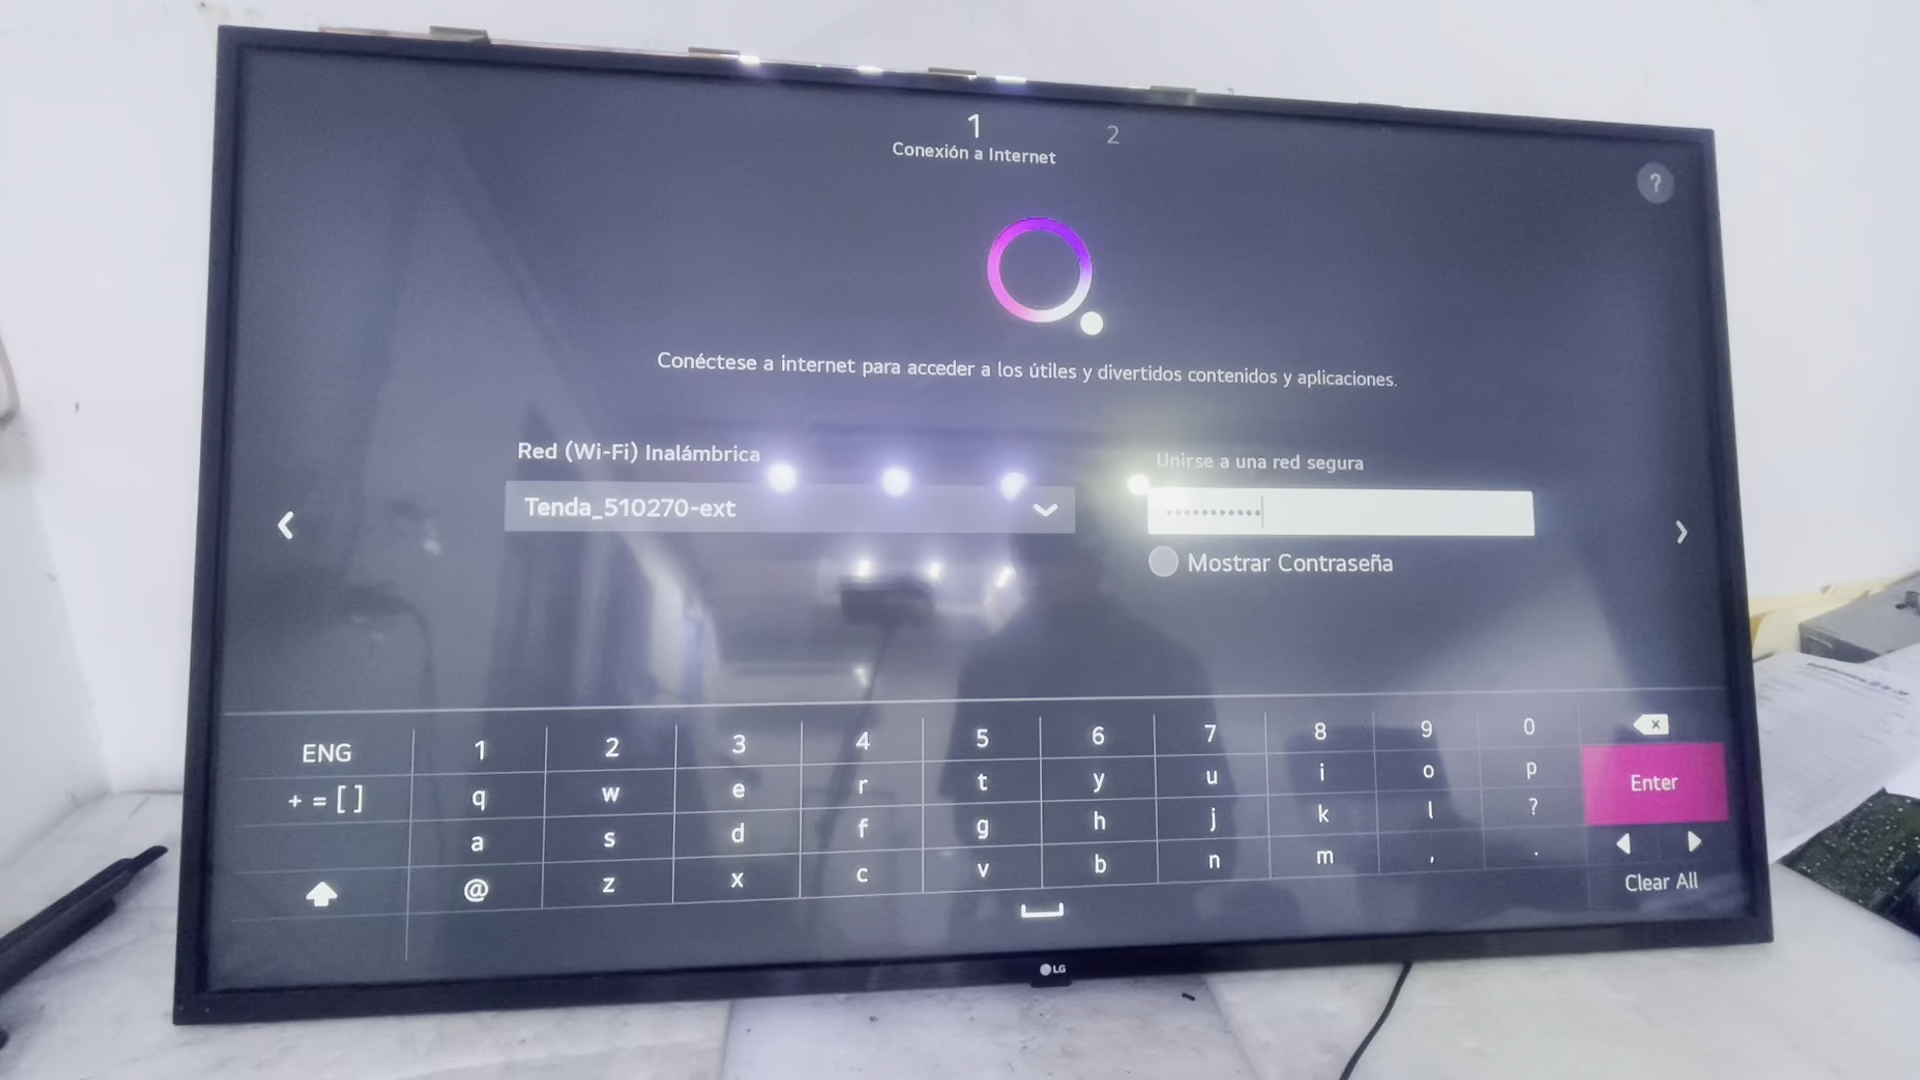 1
2
Conexión a Internet
?
Conéctese a internet para acceder a los útiles y divertidos contenidos y aplicaciones.
Red (Wi-Fi) Inalámbrica
Unirse a una red segura
Tenda_510270-ext
•••••••••••
Mostrar Contraseña
ENG 1 2 3 4 5 6 7 8 9 0
+ = [ ] q w e r t y u i o p Enter
a s d f g h j k l ?
@ z x c v b n m , .
Clear All
LG